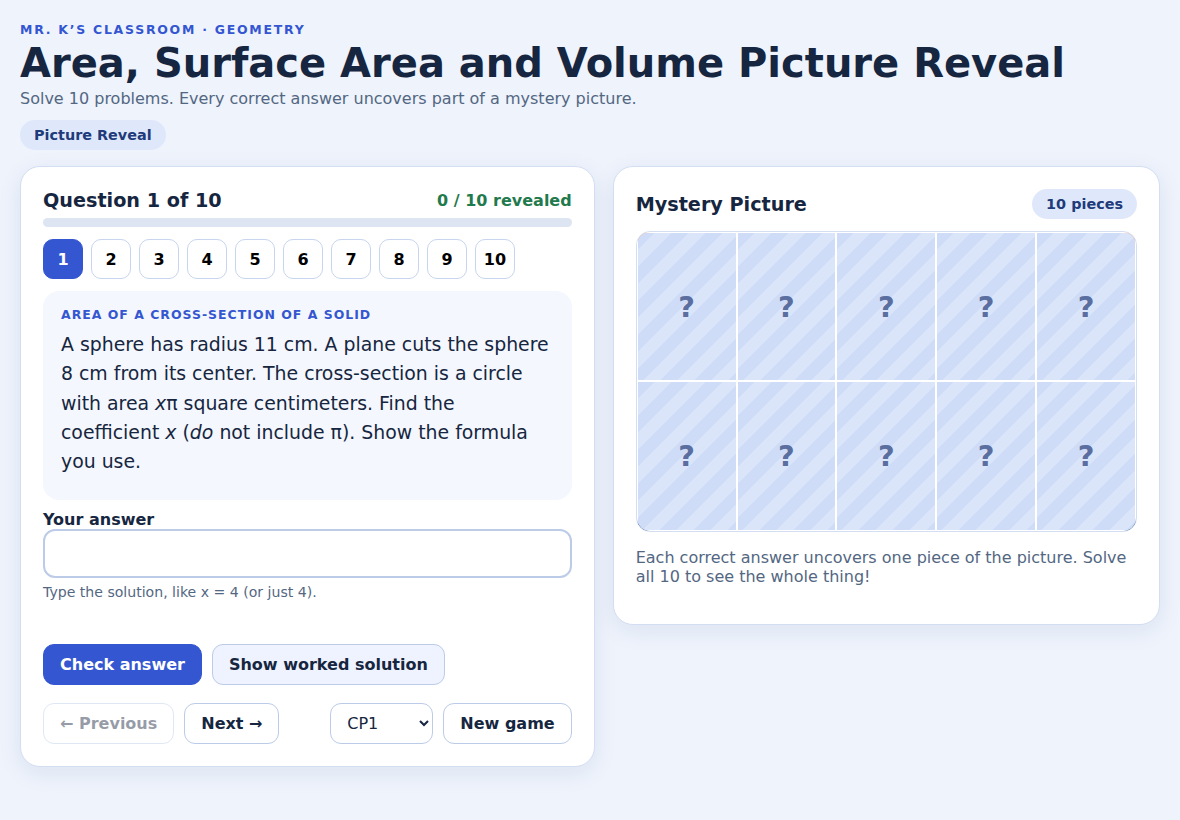 MR. K’S CLASSROOM · GEOMETRY
Area, Surface Area and Volume Picture Reveal
Solve 10 problems. Every correct answer uncovers part of a mystery picture.
Picture Reveal
Question 1 of 10
0 / 10 revealed
1 2 3 4 5 6 7 8 9 10
AREA OF A CROSS-SECTION OF A SOLID
A sphere has radius 11 cm. A plane cuts the sphere
8 cm from its center. The cross-section is a circle
with area xπ square centimeters. Find the
coefficient x (do not include π). Show the formula
you use.
Your answer
Type the solution, like x = 4 (or just 4).
Check answer
Show worked solution
← Previous
Next →
CP1
New game
Mystery Picture
10 pieces
? ? ? ? ?
? ? ? ? ?
Each correct answer uncovers one piece of the picture. Solve
all 10 to see the whole thing!